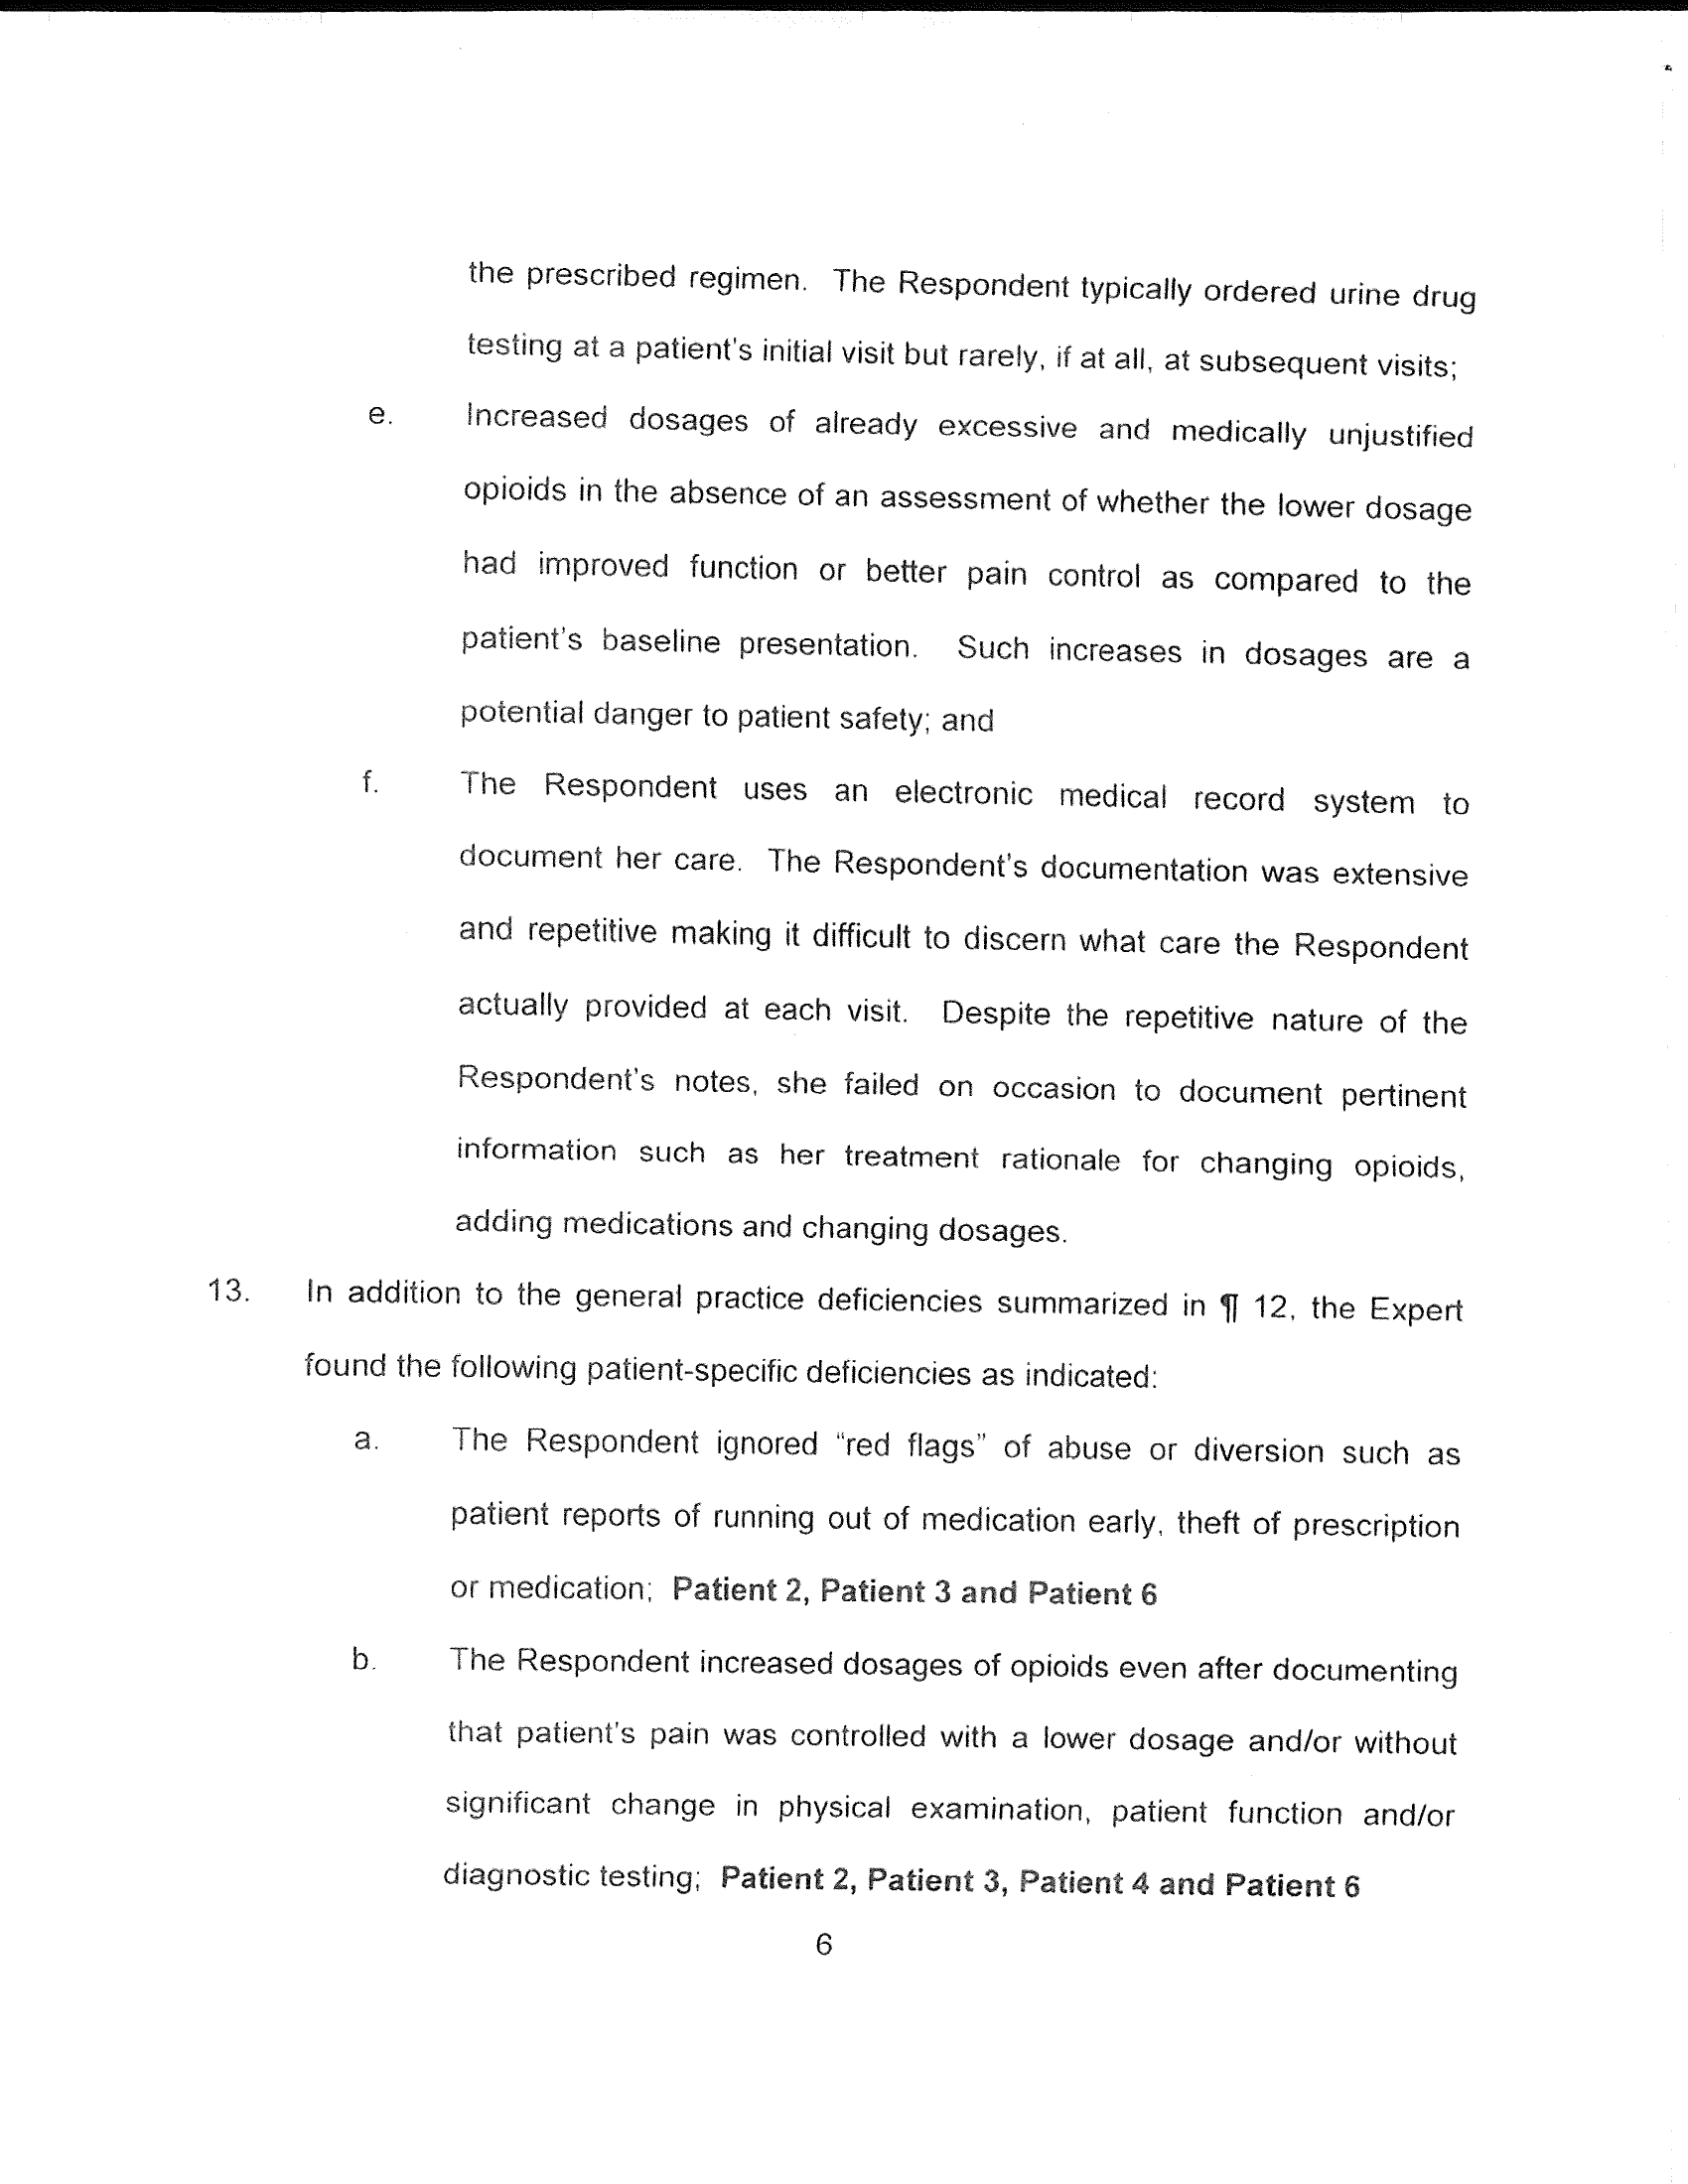 the prescribed regimen. The Respondent typically ordered urine drug
testing at a patient's initial visit but rarely, if at all, at subsequent visits;
e. Increased dosages of already excessive and medically unjustified
opioids in the absence of an assessment of whether the lower dosage
had improved function or better pain control as compared to the
patient's baseline presentation. Such increases in dosages are a
potential danger to patient safety; and
f. The Respondent uses an electronic medical record system to
document her care. The Respondent's documentation was extensive
and repetitive making it difficult to discern what care the Respondent
actually provided at each visit. Despite the repetitive nature of the
Respondent's notes, she failed on occasion to document pertinent
information such as her treatment rationale for changing opioids,
adding medications and changing dosages.
13. In addition to the general practice deficiencies summarized in ¶ 12, the Expert
found the following patient-specific deficiencies as indicated:
a. The Respondent ignored “red flags” of abuse or diversion such as
patient reports of running out of medication early, theft of prescription
or medication; Patient 2, Patient 3 and Patient 6
b. The Respondent increased dosages of opioids even after documenting
that patient's pain was controlled with a lower dosage and/or without
significant change in physical examination, patient function and/or
diagnostic testing; Patient 2, Patient 3, Patient 4 and Patient 6
6